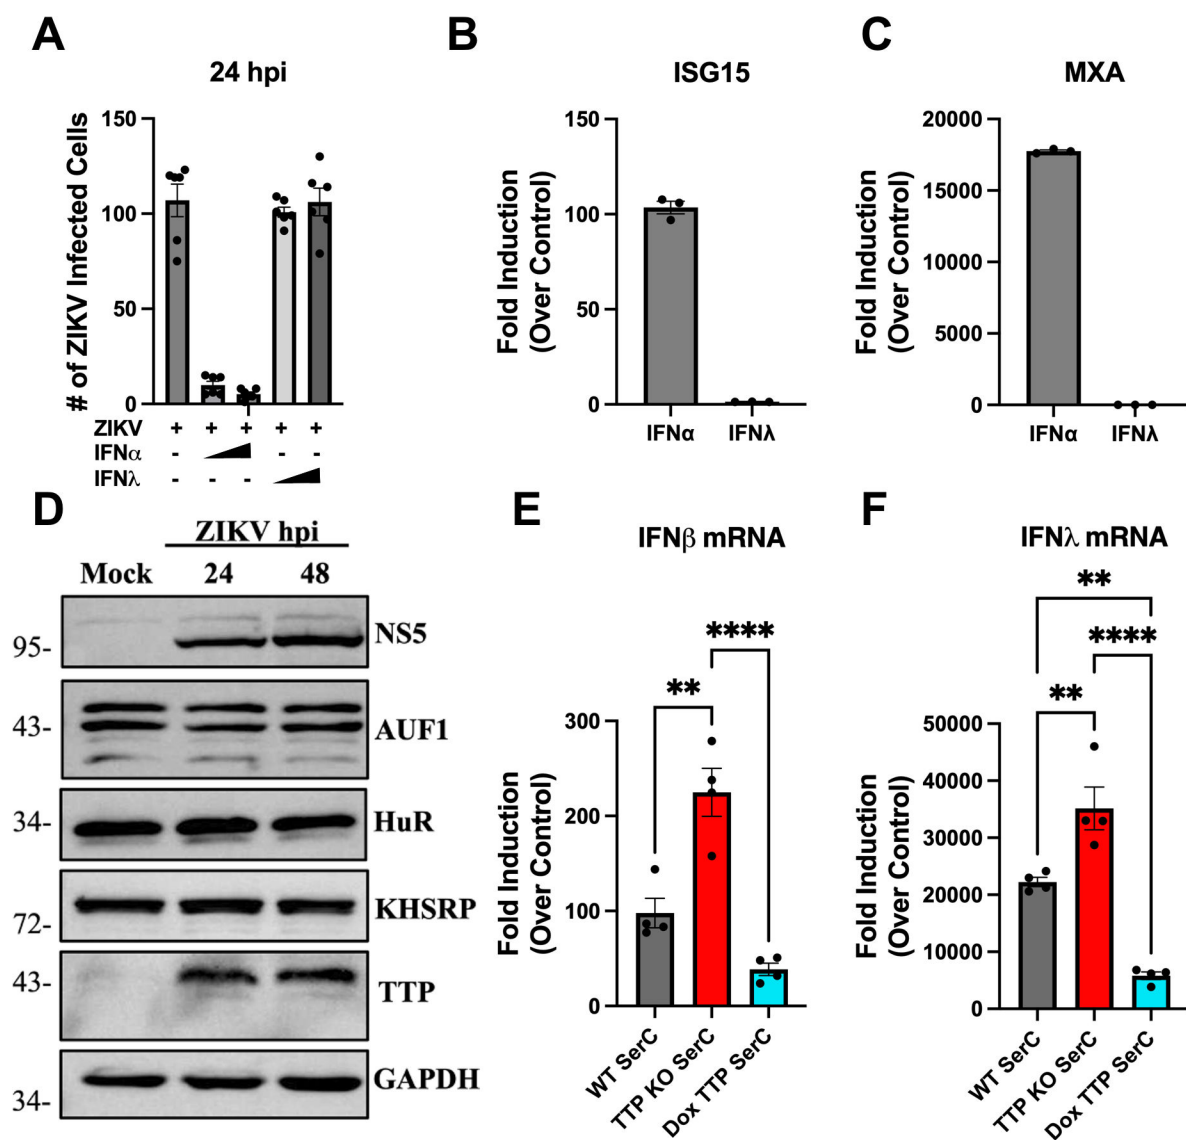 A
24 hpi
# of ZIKV Infected Cells
150
100
50
0
ZIKV + + + + +
IFNα - - -
IFNλ - - -
B
ISG15
Fold Induction
(Over Control)
150
100
50
0
IFNα IFNλ
C
MXA
Fold Induction
(Over Control)
20000
15000
10000
5000
0
IFNα IFNλ
D
ZIKV hpi
Mock 24 48
95- NS5
43- AUF1
34- HuR
KHSRP
72-
43- TTP
GAPDH
34-
E
IFNβ mRNA
****
**
Fold Induction
(Over Control)
300
200
100
0
WT SerC
TTP KO SerC
Dox TTP SerC
F
IFNλ mRNA
**
****
**
Fold Induction
(Over Control)
50000
40000
30000
20000
10000
0
WT SerC
TTP KO SerC
Dox TTP SerC